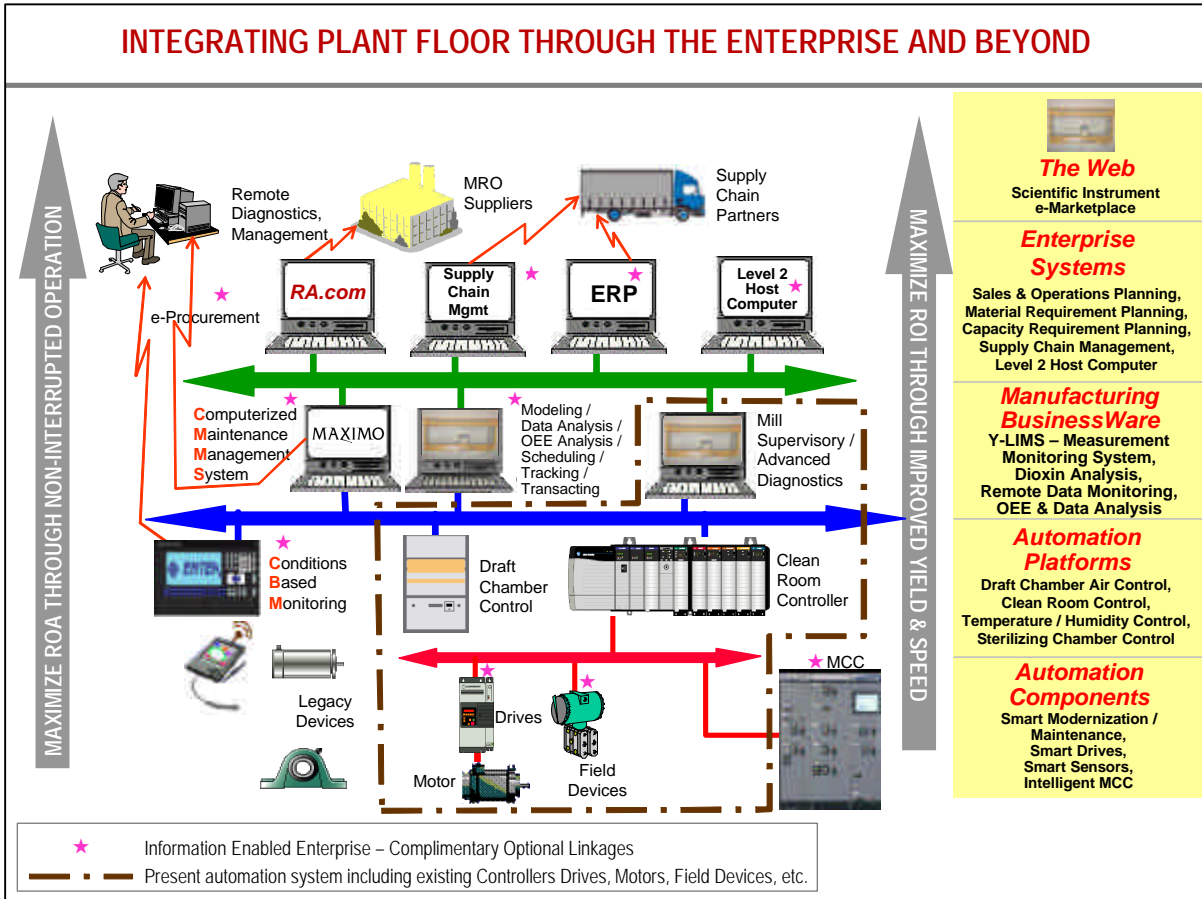 INTEGRATING PLANT FLOOR THROUGH THE ENTERPRISE AND BEYOND
MAXIMIZE ROA THROUGH NON-INTERRUPTED OPERATION
Remote
Diagnostics,
Management
MRO
Suppliers
Supply
Chain
Partners
e-Procurement
RA.com
Supply
Chain
Mgmt
ERP
Level 2
Host
Computer
Computerized
Maintenance
Management
System
MAXIMO
Modeling /
Data Analysis /
OEE Analysis /
Scheduling /
Tracking /
Transacting
Mill
Supervisory /
Advanced
Diagnostics
ENTEK
Conditions
Based
Monitoring
Draft
Chamber
Control
Clean
Room
Controller
Legacy
Devices
Drives
Motor
Field
Devices
MCC
MAXIMIZE ROI THROUGH IMPROVED YIELD & SPEED
The Web
Scientific Instrument
e-Marketplace
Enterprise
Systems
Sales & Operations Planning,
Material Requirement Planning,
Capacity Requirement Planning,
Supply Chain Management,
Level 2 Host Computer
Manufacturing
BusinessWare
Y-LIMS – Measurement
Monitoring System,
Dioxin Analysis,
Remote Data Monitoring,
OEE & Data Analysis
Automation
Platforms
Draft Chamber Air Control,
Clean Room Control,
Temperature / Humidity Control,
Sterilizing Chamber Control
Automation
Components
Smart Modernization /
Maintenance,
Smart Drives,
Smart Sensors,
Intelligent MCC
Information Enabled Enterprise – Complimentary Optional Linkages
Present automation system including existing Controllers Drives, Motors, Field Devices, etc.